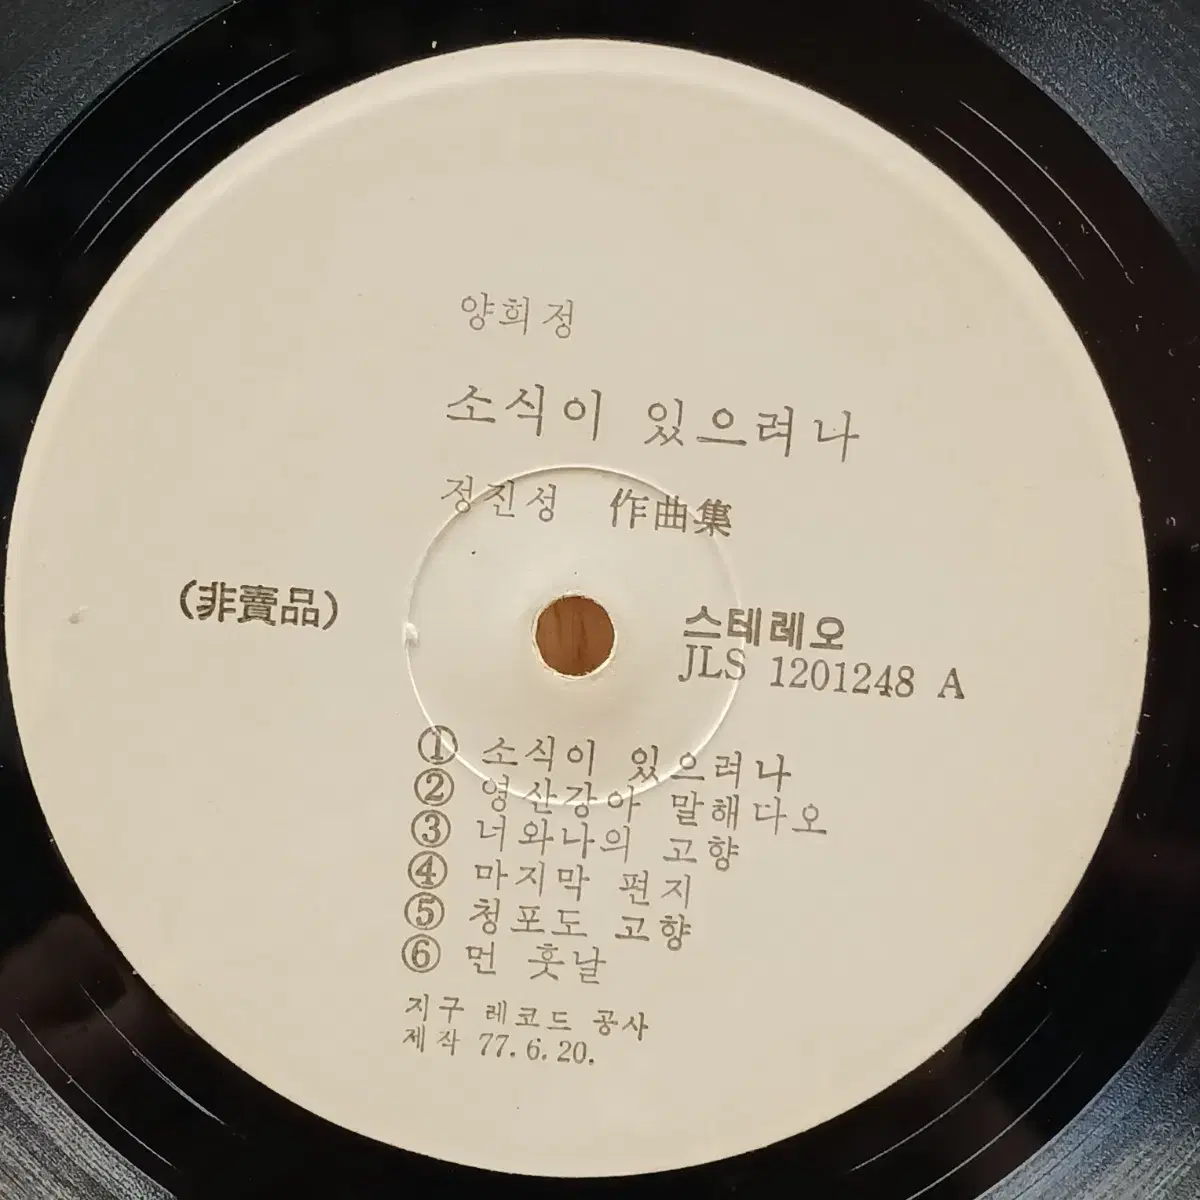 양희정
소식이 있으려나
정진성 作曲集
(非賣品)
스테레오
JLS 1201248 A
① 소식이 있으려나
② 영산강아 말해다오
③ 너와나의 고향
④ 마지막 편지
⑤ 청포도 고향
⑥ 먼 훗날
지구 레코드 공사
제작 77.6.20.